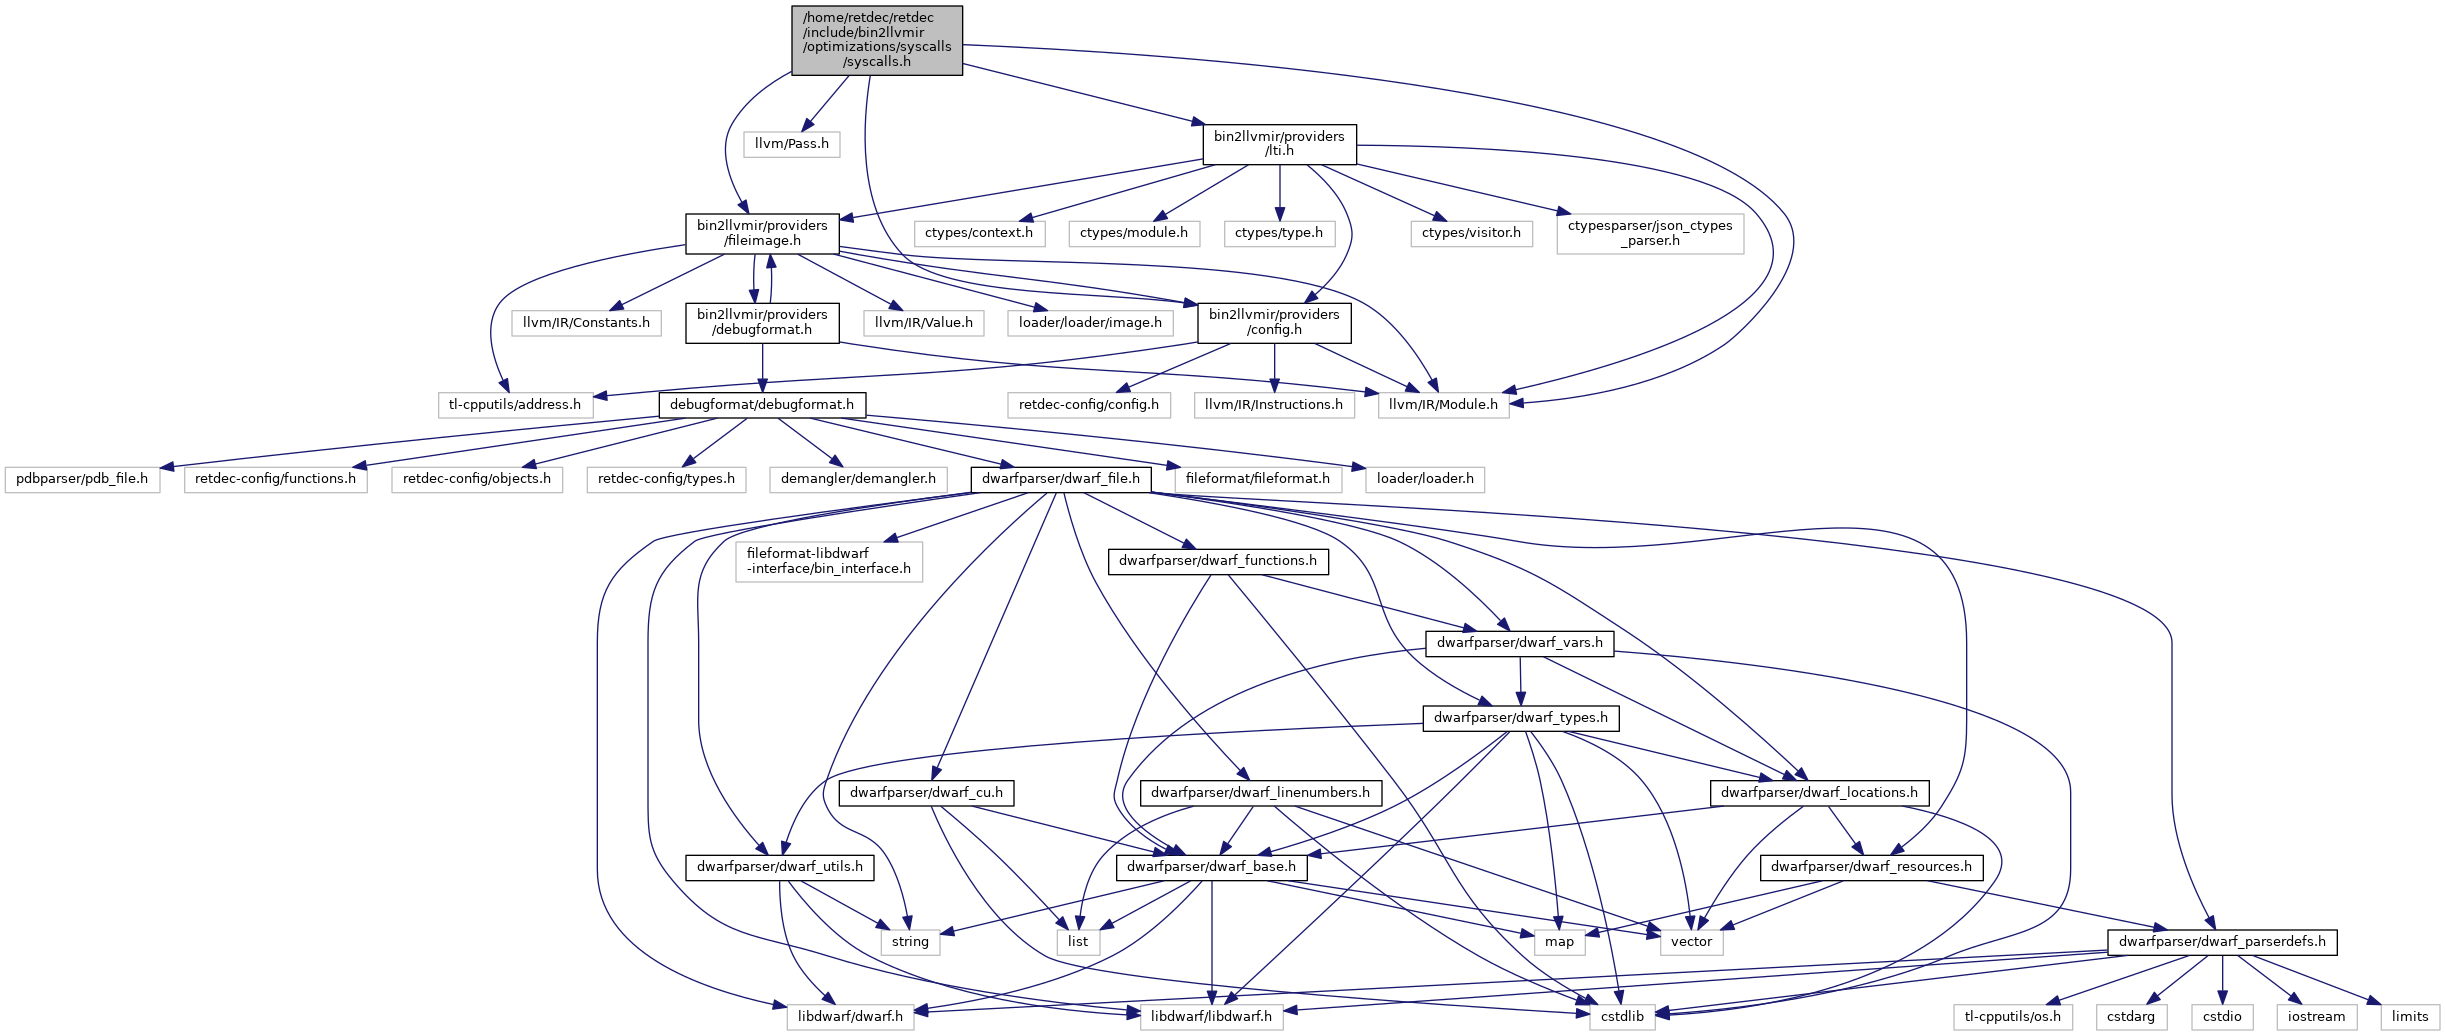 /home/retdec/retdec
/include/bin2llvmir
/optimizations/syscalls
/syscalls.h
llvm/Pass.h
bin2llvmir/providers
/lti.h
bin2llvmir/providers
/fileimage.h
ctypes/context.h
ctypes/module.h
ctypes/type.h
ctypes/visitor.h
ctypesparser/json_ctypes
_parser.h
llvm/IR/Constants.h
bin2llvmir/providers
/debugformat.h
llvm/IR/Value.h
loader/loader/image.h
bin2llvmir/providers
/config.h
tl-cpputils/address.h
debugformat/debugformat.h
retdec-config/config.h
llvm/IR/Instructions.h
llvm/IR/Module.h
pdbparser/pdb_file.h
retdec-config/functions.h
retdec-config/objects.h
retdec-config/types.h
demangler/demangler.h
dwarfparser/dwarf_file.h
fileformat/fileformat.h
loader/loader.h
fileformat-libdwarf
-interface/bin_interface.h
dwarfparser/dwarf_functions.h
dwarfparser/dwarf_vars.h
dwarfparser/dwarf_types.h
dwarfparser/dwarf_cu.h
dwarfparser/dwarf_linenumbers.h
dwarfparser/dwarf_locations.h
dwarfparser/dwarf_utils.h
dwarfparser/dwarf_base.h
dwarfparser/dwarf_resources.h
string
list
map
vector
dwarfparser/dwarf_parserdefs.h
libdwarf/dwarf.h
libdwarf/libdwarf.h
cstdlib
tl-cpputils/os.h
cstdarg
cstdio
iostream
limits